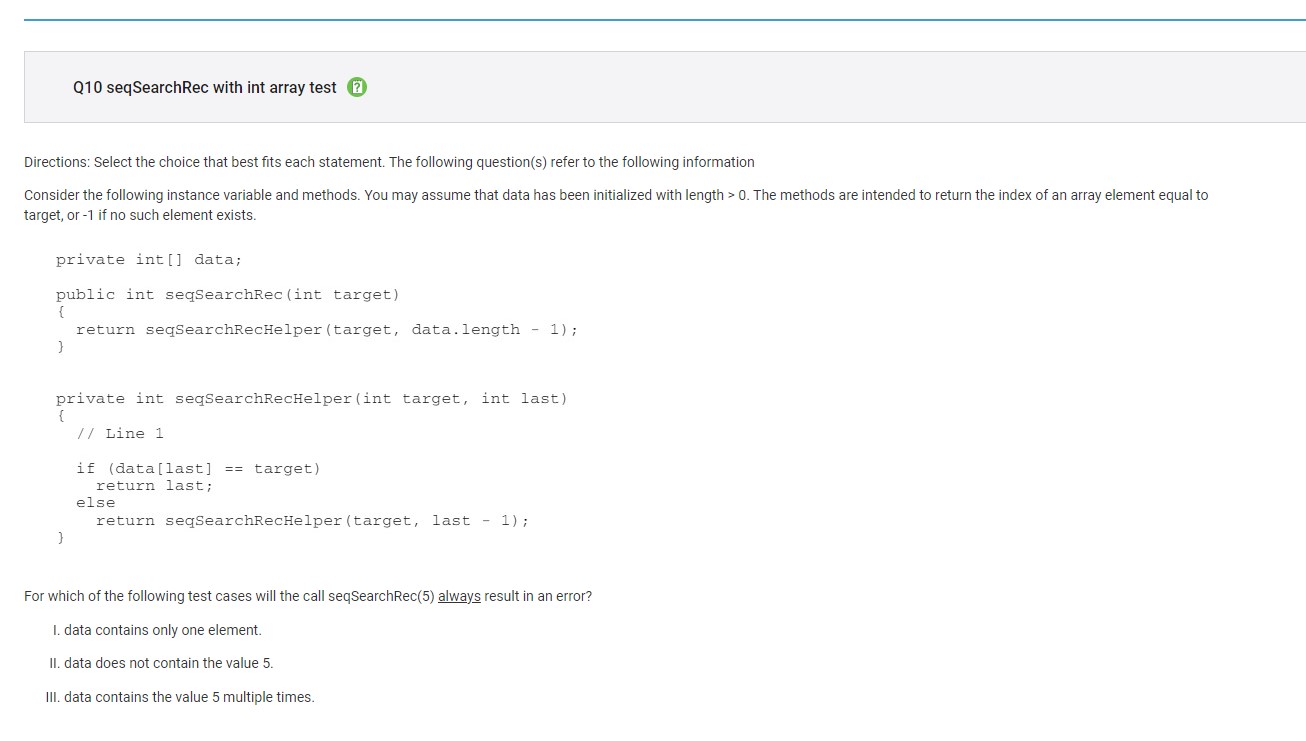 Q10 seqSearchRec with int array test
Directions: Select the choice that best fits each statement. The following question(s) refer to the following information
Consider the following instance variable and methods. You may assume that data has been initialized with length > 0. The methods are intended to return the index of an array element equal to
target, or -1 if no such element exists.
private int[] data;
public int seqSearchRec(int target)
{
return seqSearchRecHelper(target, data.length - 1);
}
private int seqSearchRecHelper(int target, int last)
{
// Line 1
if (data[last] == target)
return last;
else
return seqSearchRecHelper(target, last - 1);
}
For which of the following test cases will the call seqSearchRec(5) always result in an error?
I. data contains only one element.
II. data does not contain the value 5.
III. data contains the value 5 multiple times.